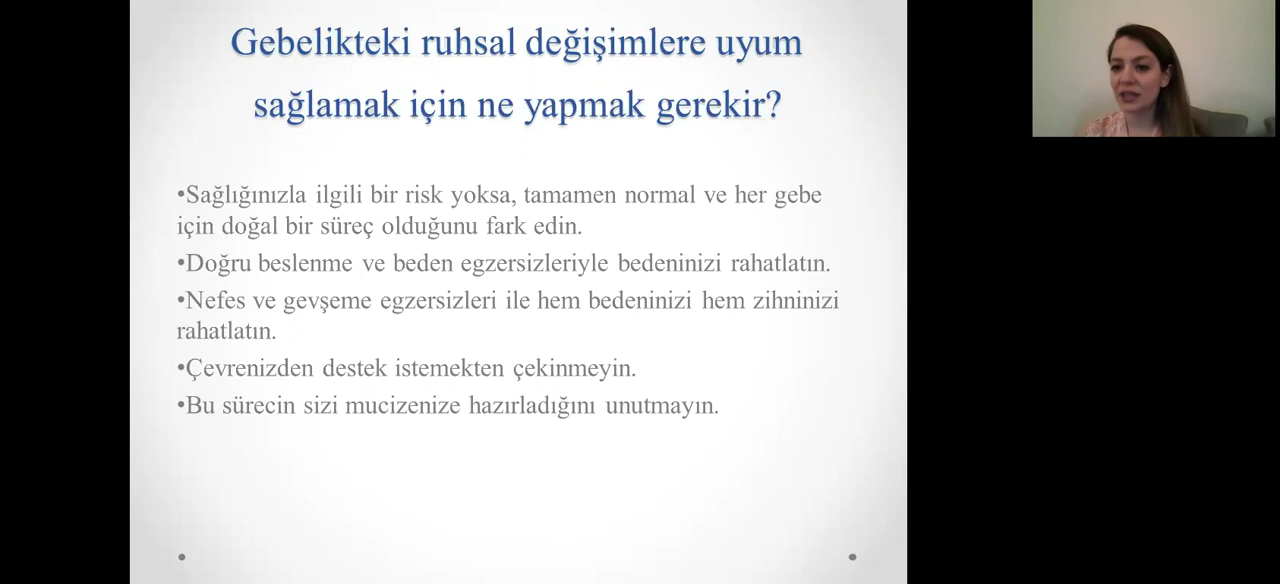 Gebelikteki ruhsal değişimlere uyum
sağlamak için ne yapmak gerekir?
•Sağlığınızla ilgili bir risk yoksa, tamamen normal ve her gebe
için doğal bir süreç olduğunu fark edin.
•Doğru beslenme ve beden egzersizleriyle bedeninizi rahatlatın.
•Nefes ve gevşeme egzersizleri ile hem bedeninizi hem zihninizi
rahatlatın.
•Çevrenizden destek istemekten çekinmeyin.
•Bu sürecin sizi mucizenize hazırladığını unutmayın.